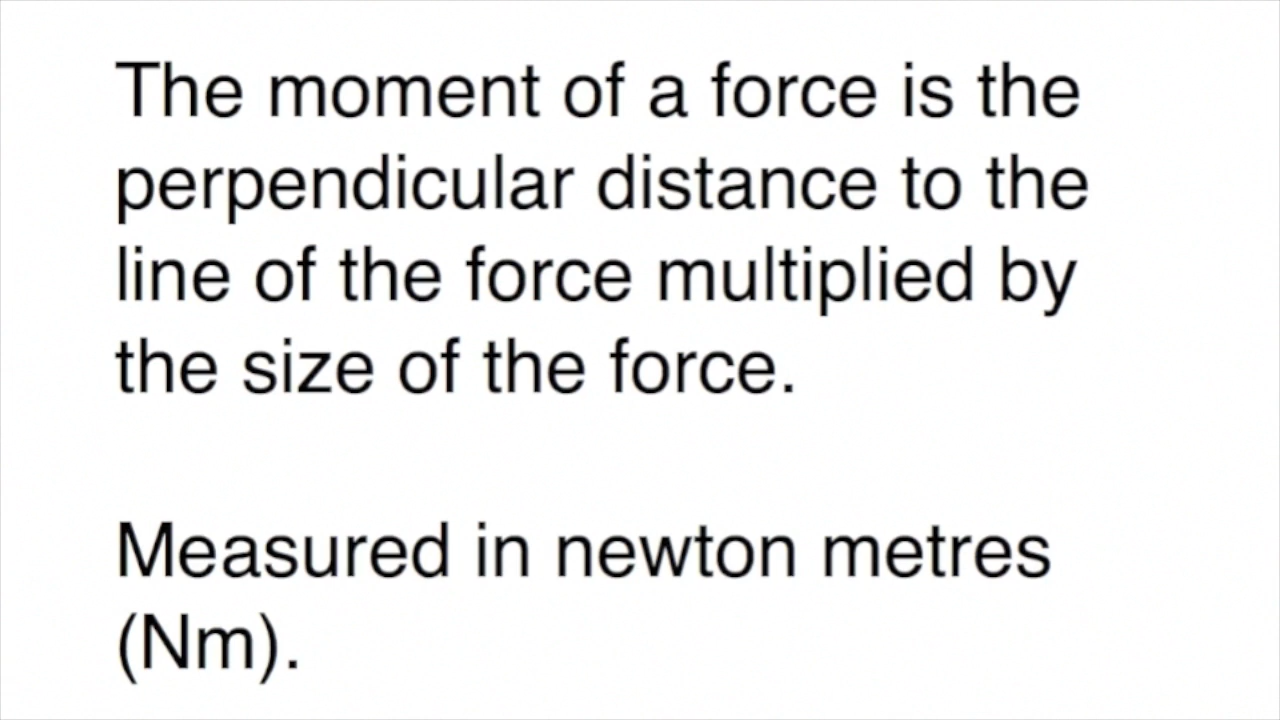 The moment of a force is the
perpendicular distance to the
line of the force multiplied by
the size of the force.
Measured in newton metres
(Nm).